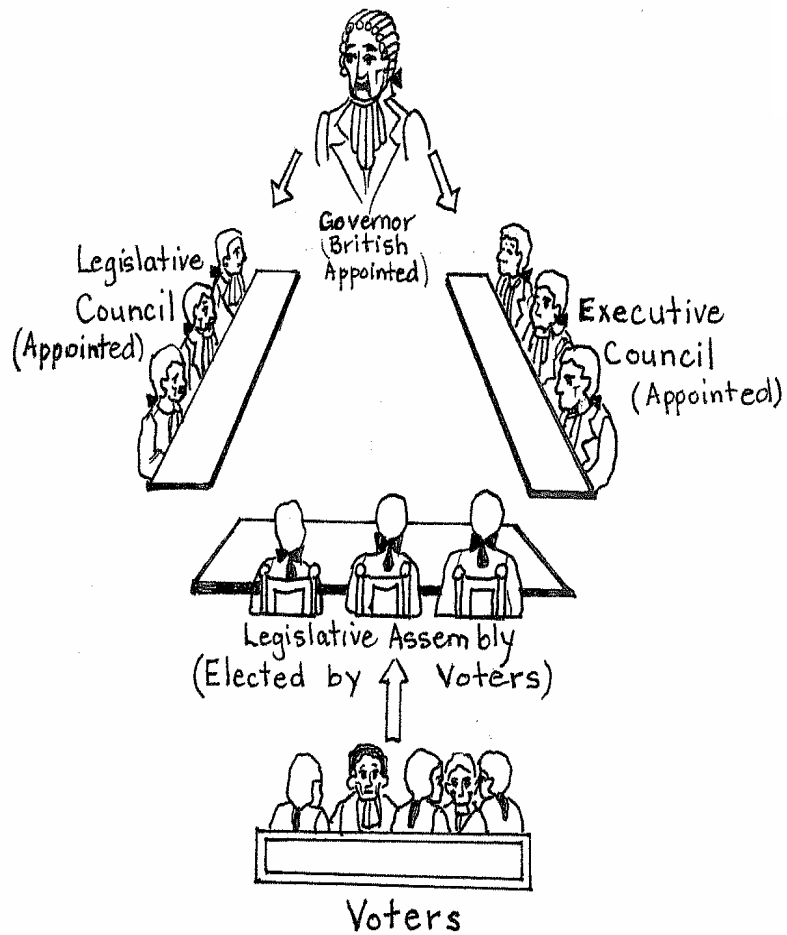 Governor
(British
Appointed)
Legislative
Council
(Appointed)
Executive
Council
(Appointed)
Legislative Assembly
(Elected by Voters)
Voters